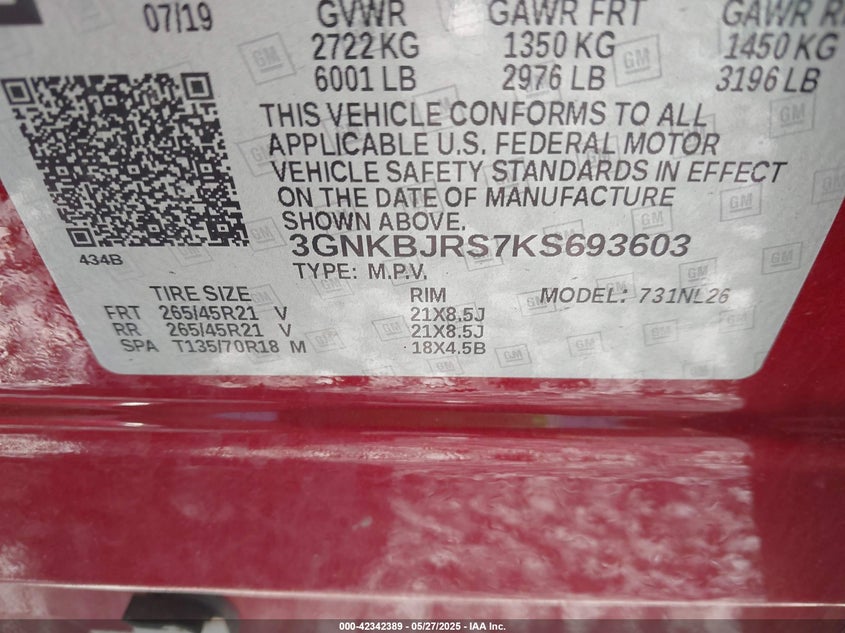 07/19 GVWR GAWR FRT GAWR
2722 KG 1350 KG 1450 KG
6001 LB 2976 LB 3196 LB
THIS VEHICLE CONFORMS TO ALL
APPLICABLE U.S. FEDERAL MOTOR
VEHICLE SAFETY STANDARDS IN EFFECT
ON THE DATE OF MANUFACTURE
SHOWN ABOVE.
434B
3GNKBJRS7KS693603
TYPE: M.P.V.
TIRE SIZE RIM MODEL: 731NL26
FRT 265/45R21 V 21X8.5J
RR 265/45R21 V 21X8.5J
SPA T135/70R18 M 18X4.5B
GM
000-42342389 - 05/27/2025 - IAA Inc.